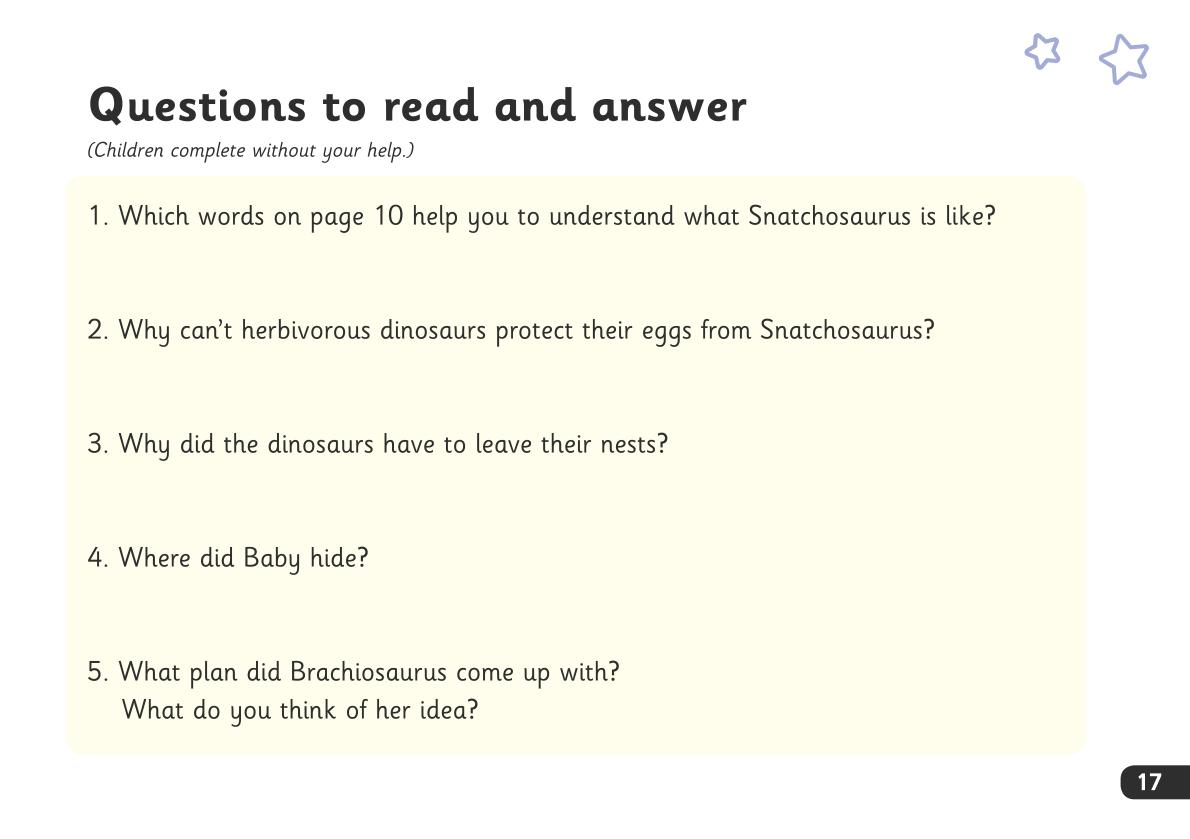 Questions to read and answer
(Children complete without your help.)
1. Which words on page 10 help you to understand what Snatchosaurus is like?
2. Why can’t herbivorous dinosaurs protect their eggs from Snatchosaurus?
3. Why did the dinosaurs have to leave their nests?
4. Where did Baby hide?
5. What plan did Brachiosaurus come up with?
What do you think of her idea?
17